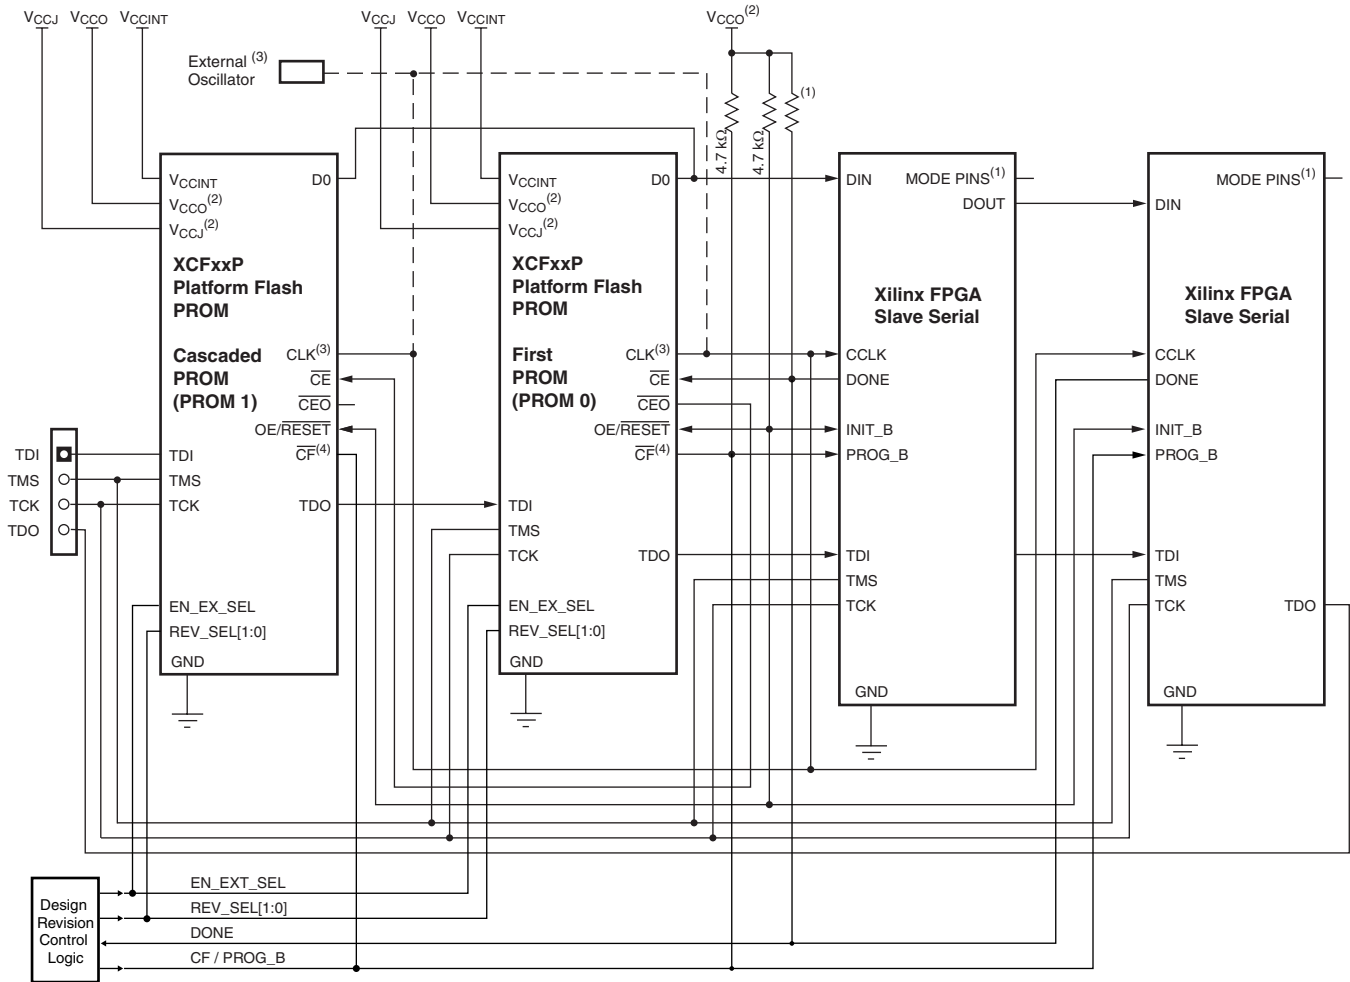 VCCJ VCCO VCCINT
VCCJ VCCO VCCINT
VCCO(2)
External (3)
Oscillator
(1)
4.7 kΩ
4.7 kΩ
VCCINT
VCCO(2)
VCCJ(2)
D0
XCFxxP
Platform Flash
PROM
Cascaded
PROM
(PROM 1)
CLK(3)
CE
CEO
OE/RESET
CF(4)
TDI
TMS
TCK
TDO
EN_EX_SEL
REV_SEL[1:0]
GND
TDI
TMS
TCK
TDO
VCCINT
VCCO(2)
VCCJ(2)
D0
XCFxxP
Platform Flash
PROM
First
PROM
(PROM 0)
CLK(3)
CE
CEO
OE/RESET
CF(4)
TDI
TMS
TCK
TDO
EN_EX_SEL
REV_SEL[1:0]
GND
DIN
MODE PINS(1)
DOUT
Xilinx FPGA
Slave Serial
CCLK
DONE
INIT_B
PROG_B
TDI
TMS
TCK
GND
MODE PINS(1)
DIN
Xilinx FPGA
Slave Serial
CCLK
DONE
INIT_B
PROG_B
TDI
TMS
TCK
TDO
GND
Design
Revision
Control
Logic
EN_EXT_SEL
REV_SEL[1:0]
DONE
CF / PROG_B